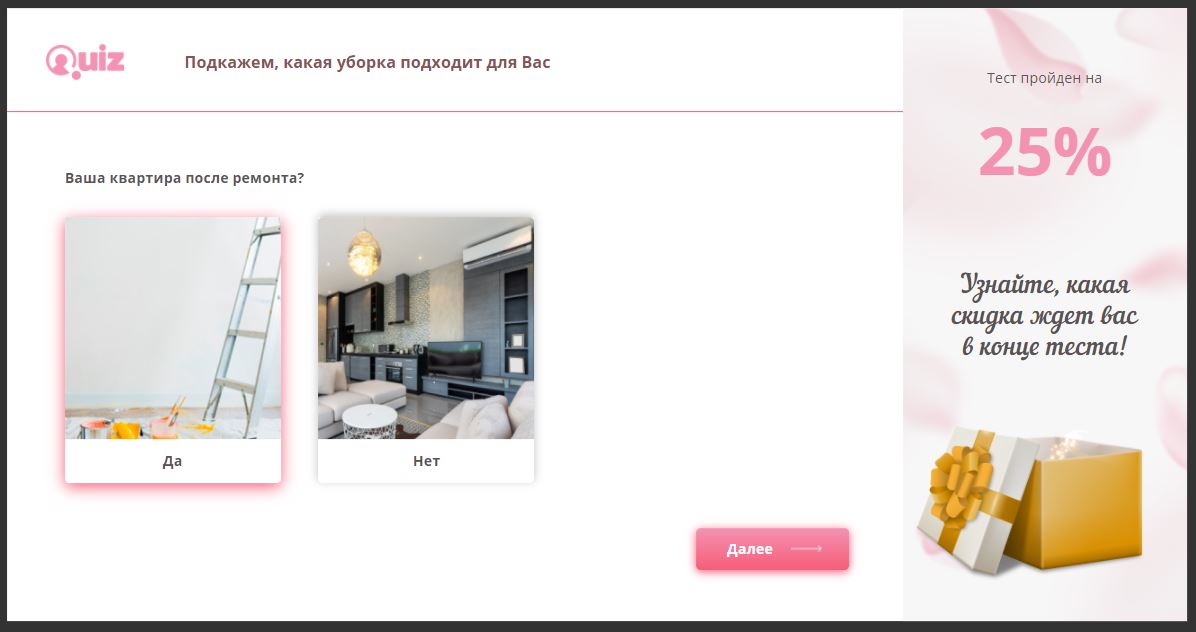 Quiz
Подкажем, какая уборка подходит для Вас
Ваша квартира после ремонта?
Да
Нет
Далее
Тест пройден на
25%
Узнайте, какая
скидка ждет вас
в конце теста!